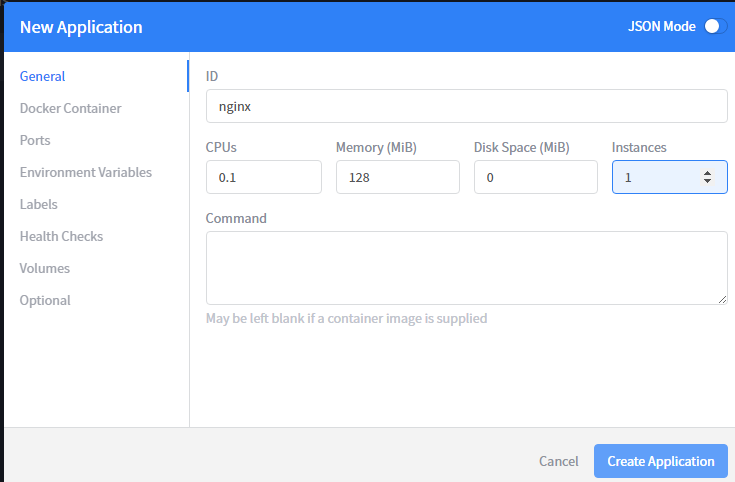 New Application
JSON Mode
General
Docker Container
Ports
Environment Variables
Labels
Health Checks
Volumes
Optional
ID
nginx
CPUs Memory (MiB) Disk Space (MiB) Instances
0.1 128 0 1
Command
May be left blank if a container image is supplied
Cancel Create Application